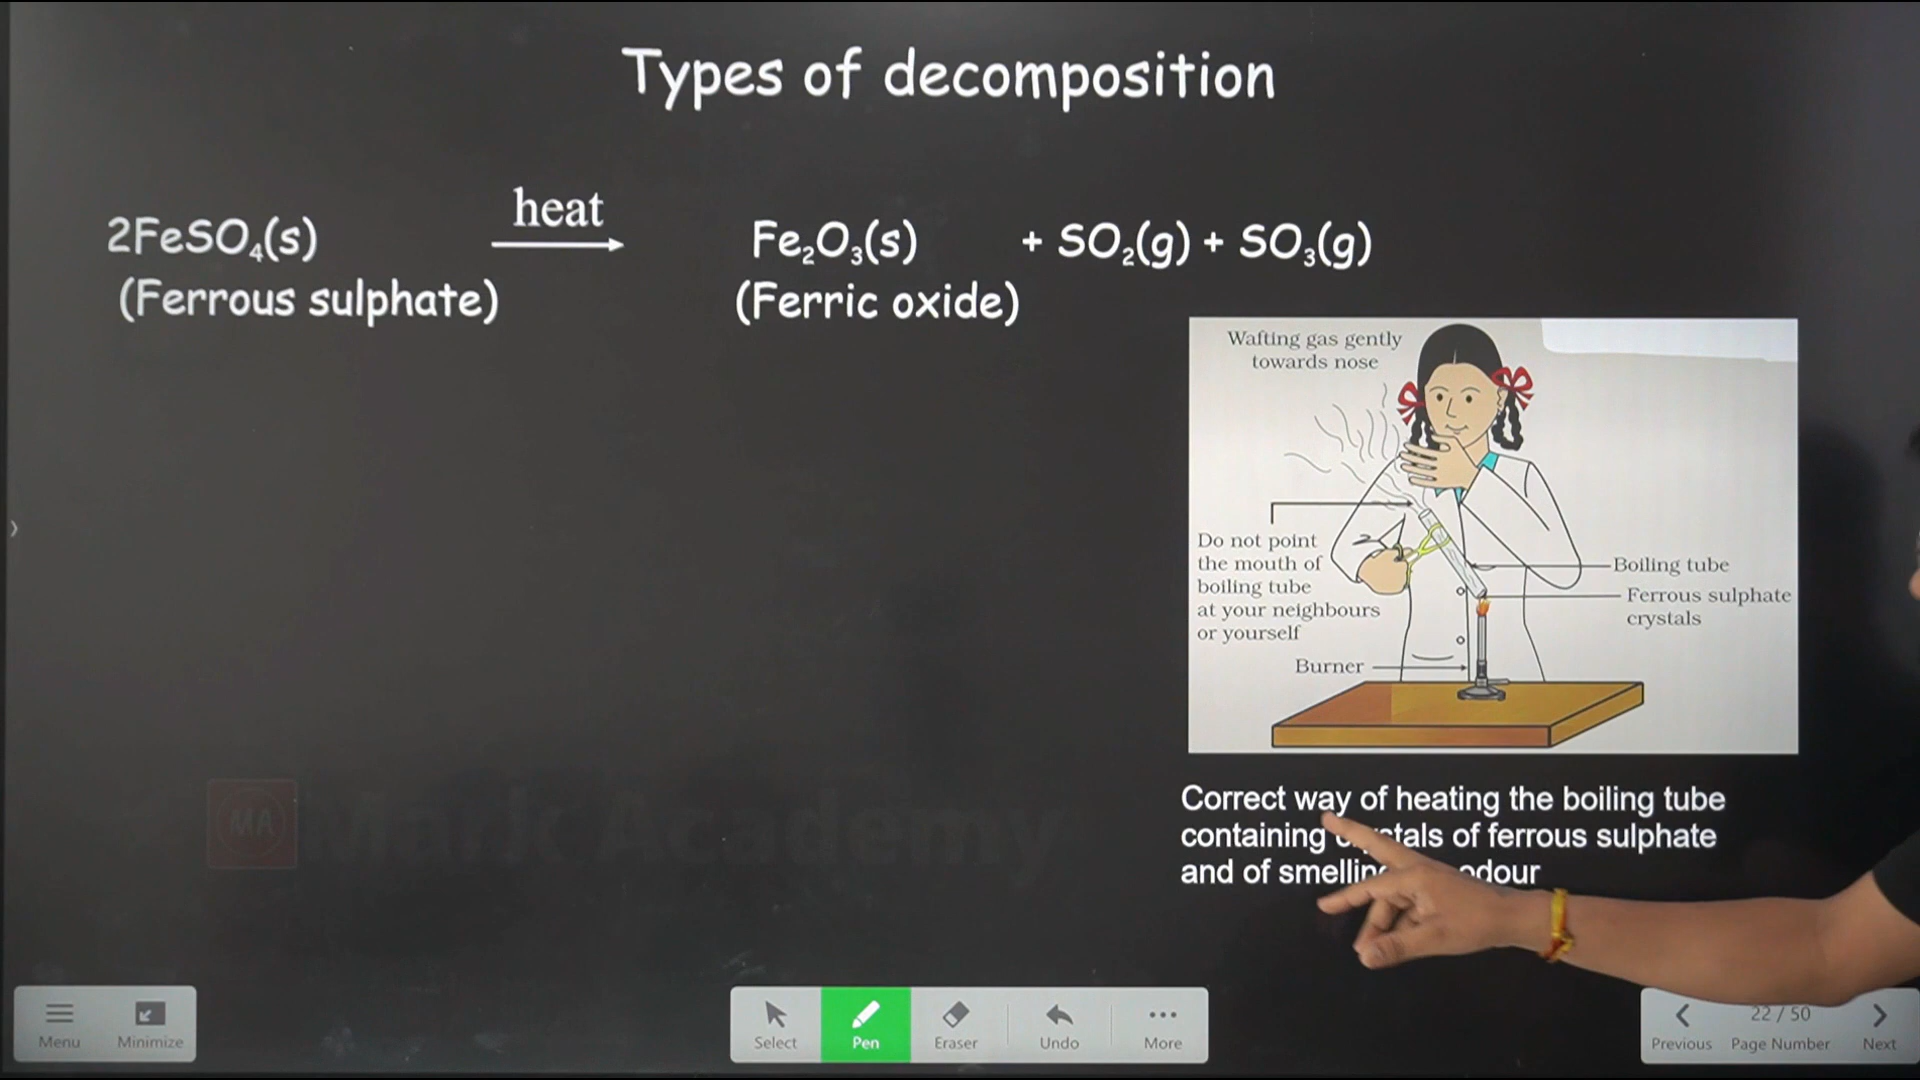 Types of decomposition
heat
2FeSO₄(s) Fe₂O₃(s) + SO₂(g) + SO₃(g)
(Ferrous sulphate) (Ferric oxide)
Wafting gas gently
towards nose
Do not point
the mouth of
boiling tube
at your neighbours
or yourself
Boiling tube
Ferrous sulphate
crystals
Burner
Correct way of heating the boiling tube
containing of ferrous sulphate
and of odour
MA Mark Academy
Menu Minimize
Select Pen Eraser Undo More
22 / 50
Previous Page Number Next